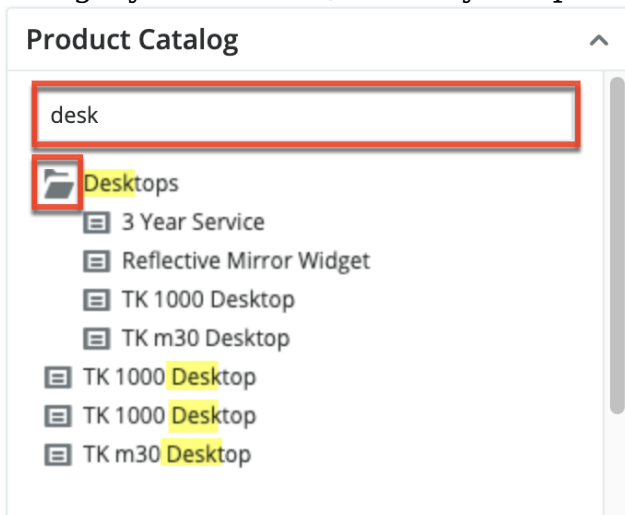 Product Catalog
desk
Desktops
3 Year Service
Reflective Mirror Widget
TK 1000 Desktop
TK m30 Desktop
TK 1000 Desktop
TK 1000 Desktop
TK m30 Desktop